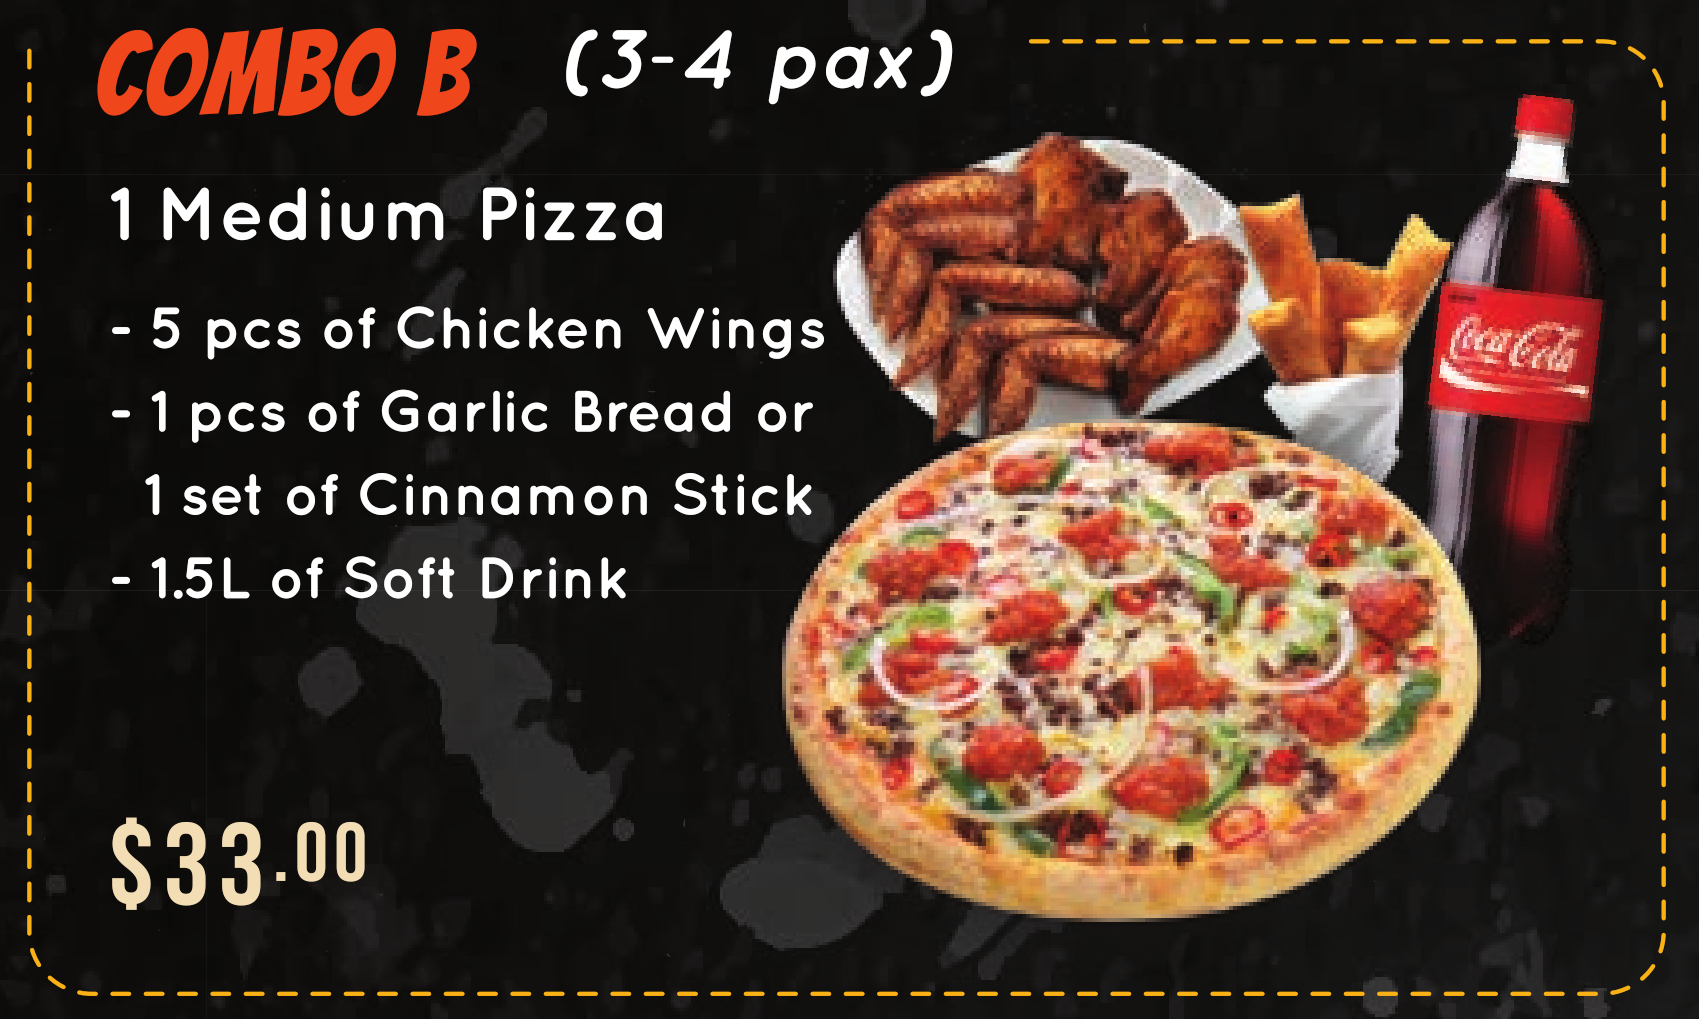 COMBO B (3-4 pax)
1 Medium Pizza
- 5 pcs of Chicken Wings
- 1 pcs of Garlic Bread or
1 set of Cinnamon Stick
- 1.5L of Soft Drink
Coca-Cola
$33.00